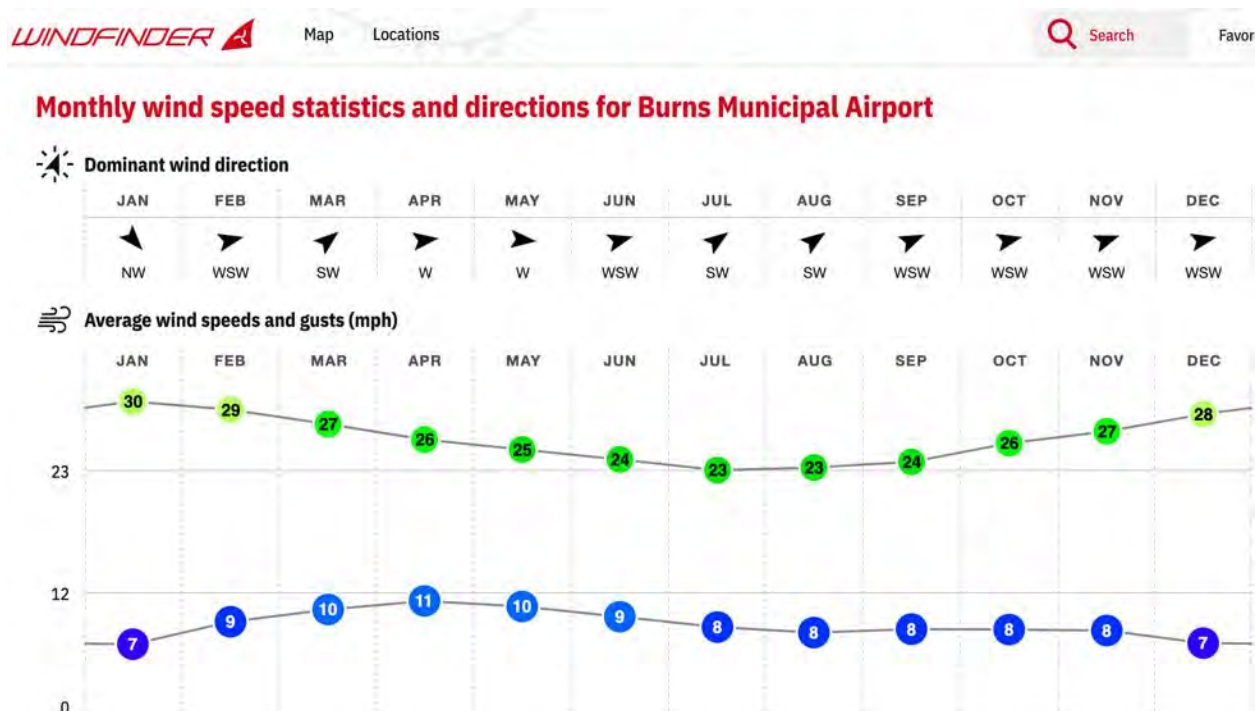 WINDFINDER Map Locations Search Favor
Monthly wind speed statistics and directions for Burns Municipal Airport
Dominant wind direction
JAN FEB MAR APR MAY JUN JUL AUG SEP OCT NOV DEC
NW WSW SW W W WSW SW SW WSW WSW WSW WSW
Average wind speeds and gusts (mph)
JAN FEB MAR APR MAY JUN JUL AUG SEP OCT NOV DEC
30 29 27 26 25 24 23 23 24 26 27 28
23
12
7 9 10 11 10 9 8 8 8 8 8 7
0